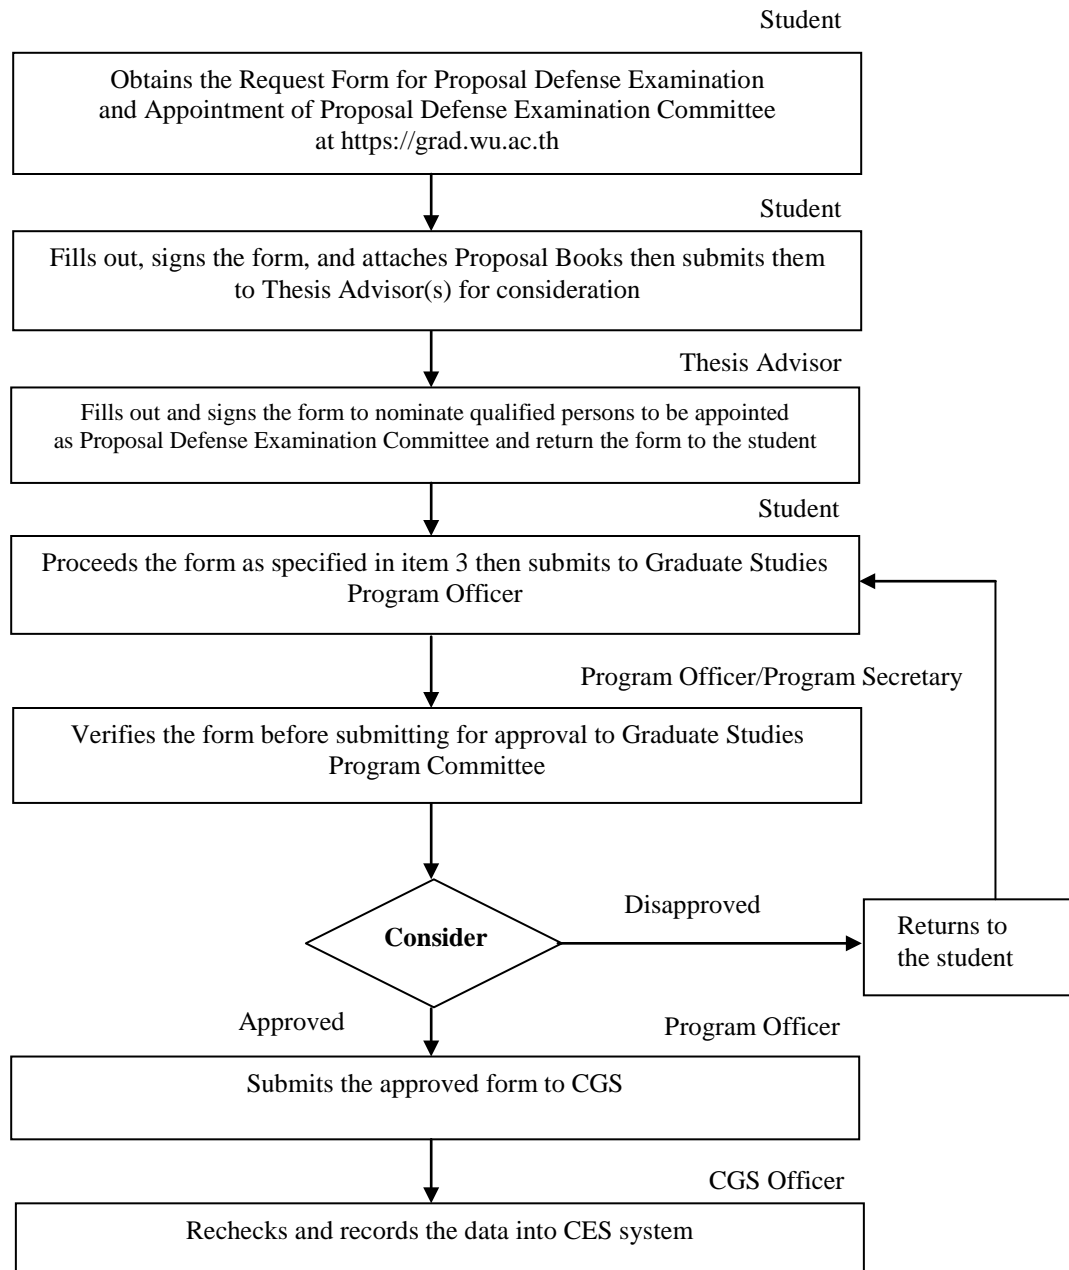 Student
Obtains the Request Form for Proposal Defense Examination
and Appointment of Proposal Defense Examination Committee
at https://grad.wu.ac.th
Student
Fills out, signs the form, and attaches Proposal Books then submits them
to Thesis Advisor(s) for consideration
Thesis Advisor
Fills out and signs the form to nominate qualified persons to be appointed
as Proposal Defense Examination Committee and return the form to the student
Student
Proceeds the form as specified in item 3 then submits to Graduate Studies
Program Officer
Program Officer/Program Secretary
Verifies the form before submitting for approval to Graduate Studies
Program Committee
Consider
Disapproved
Returns to
the student
Approved
Program Officer
Submits the approved form to CGS
CGS Officer
Rechecks and records the data into CES system